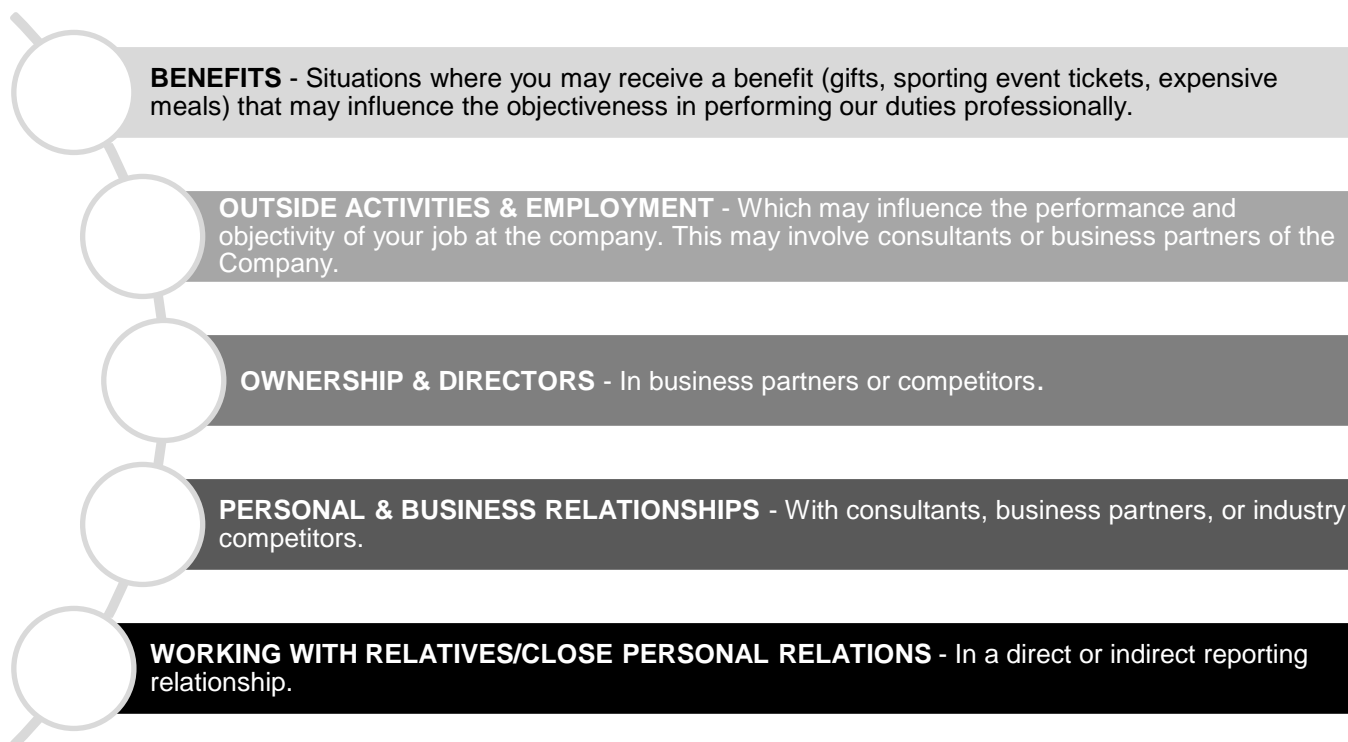 BENEFITS - Situations where you may receive a benefit (gifts, sporting event tickets, expensive
meals) that may influence the objectiveness in performing our duties professionally.
OUTSIDE ACTIVITIES & EMPLOYMENT - Which may influence the performance and
objectivity of your job at the company. This may involve consultants or business partners of the
Company.
OWNERSHIP & DIRECTORS - In business partners or competitors.
PERSONAL & BUSINESS RELATIONSHIPS - With consultants, business partners, or industry
competitors.
WORKING WITH RELATIVES/CLOSE PERSONAL RELATIONS - In a direct or indirect reporting
relationship.